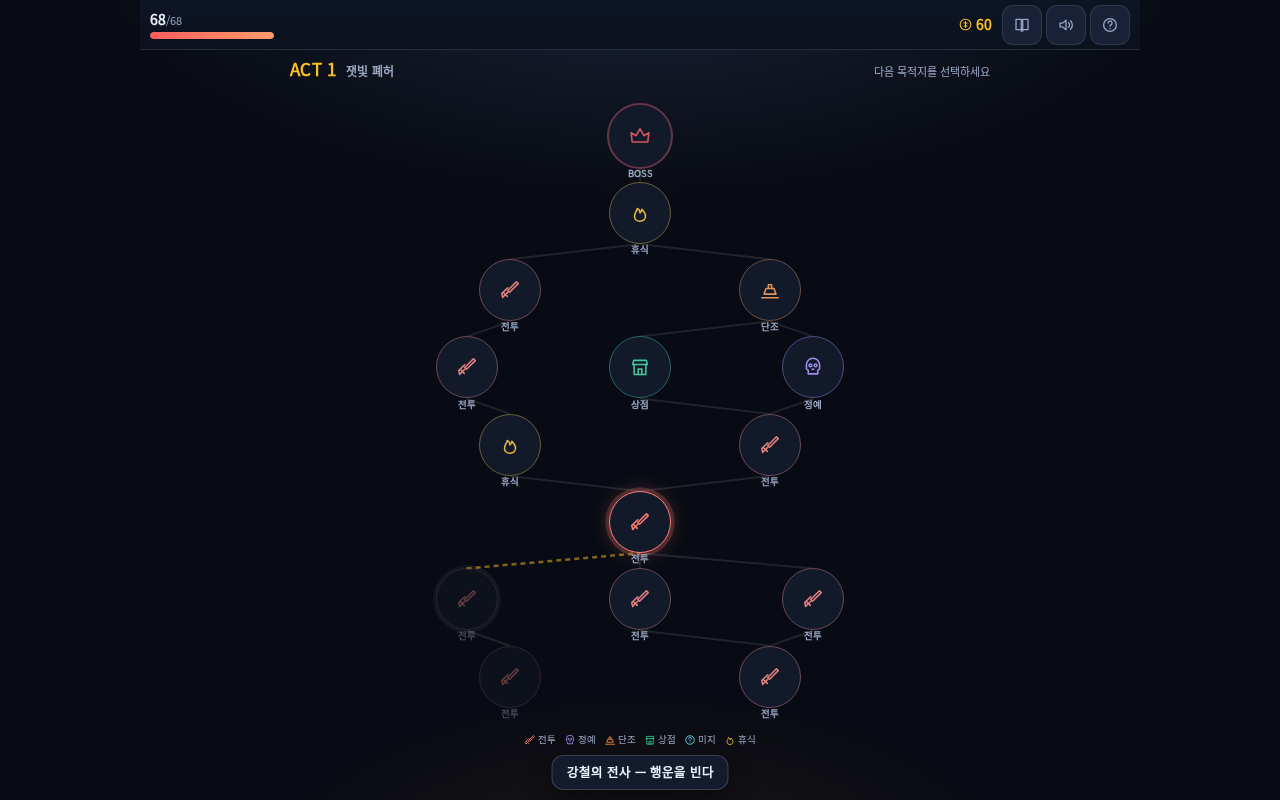 68/68
60
ACT 1 잿빛 폐허
다음 목적지를 선택하세요
BOSS
휴식
전투
단조
전투
상점
정예
휴식
전투
전투
전투
전투
전투
전투
전투
전투 정예 단조 상점 미지 휴식
강철의 전사 — 행운을 빈다